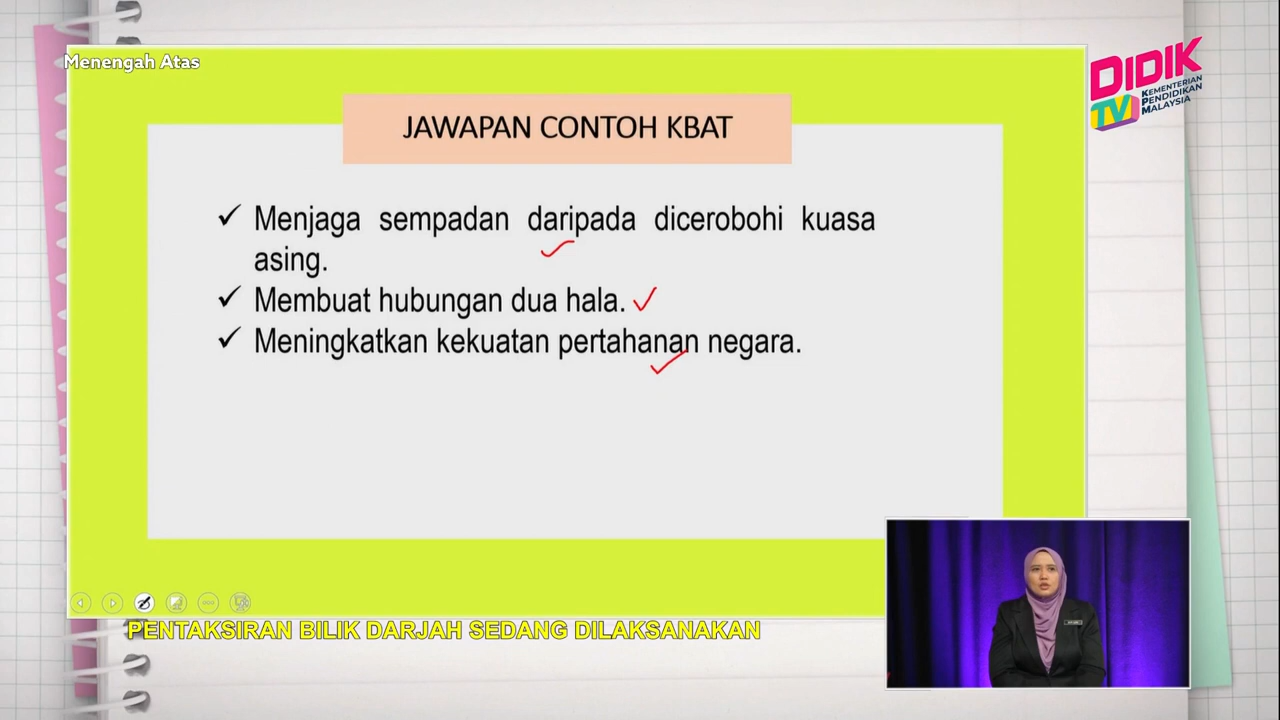 Menengah Atas
DIDIK
TV
KEMENTERIAN
PENDIDIKAN
MALAYSIA
JAWAPAN CONTOH KBAT
Menjaga sempadan daripada dicerobohi kuasa
asing.
Membuat hubungan dua hala.
Meningkatkan kekuatan pertahanan negara.
PENTAKSIRAN BILIK DARJAH SEDANG DILAKSANAKAN